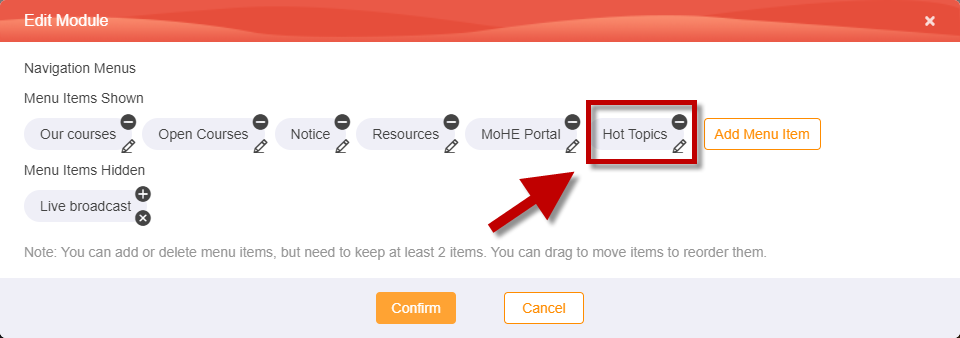 Edit Module
Navigation Menus
Menu Items Shown
Our courses Open Courses Notice Resources MoHE Portal Hot Topics Add Menu Item
Menu Items Hidden
Live broadcast
Note: You can add or delete menu items, but need to keep at least 2 items. You can drag to move items to reorder them.
Confirm Cancel